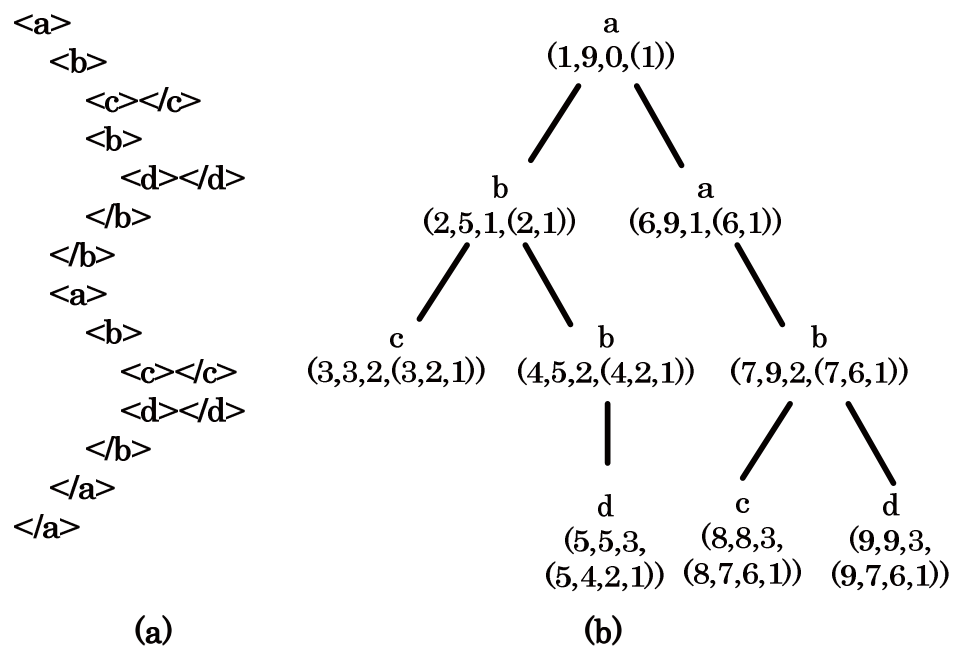 <a>
<b>
<c></c>
<b>
<d></d>
</b>
</b>
<a>
<b>
<c></c>
<d></d>
</b>
</a>
</a>
(a)
a
(1,9,0,(1))
b
(2,5,1,(2,1))
a
(6,9,1,(6,1))
c
(3,3,2,(3,2,1))
b
(4,5,2,(4,2,1))
b
(7,9,2,(7,6,1))
d
(5,5,3,
(5,4,2,1))
c
(8,8,3,
(8,7,6,1))
d
(9,9,3,
(9,7,6,1))
(b)